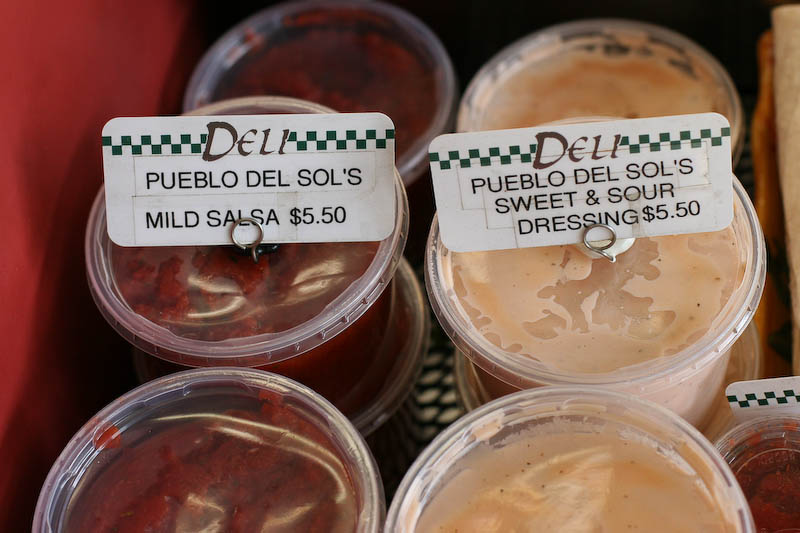 DELI
PUEBLO DEL SOL'S
MILD SALSA $5.50
DELI
PUEBLO DEL SOL'S
SWEET & SOUR
DRESSING $5.50